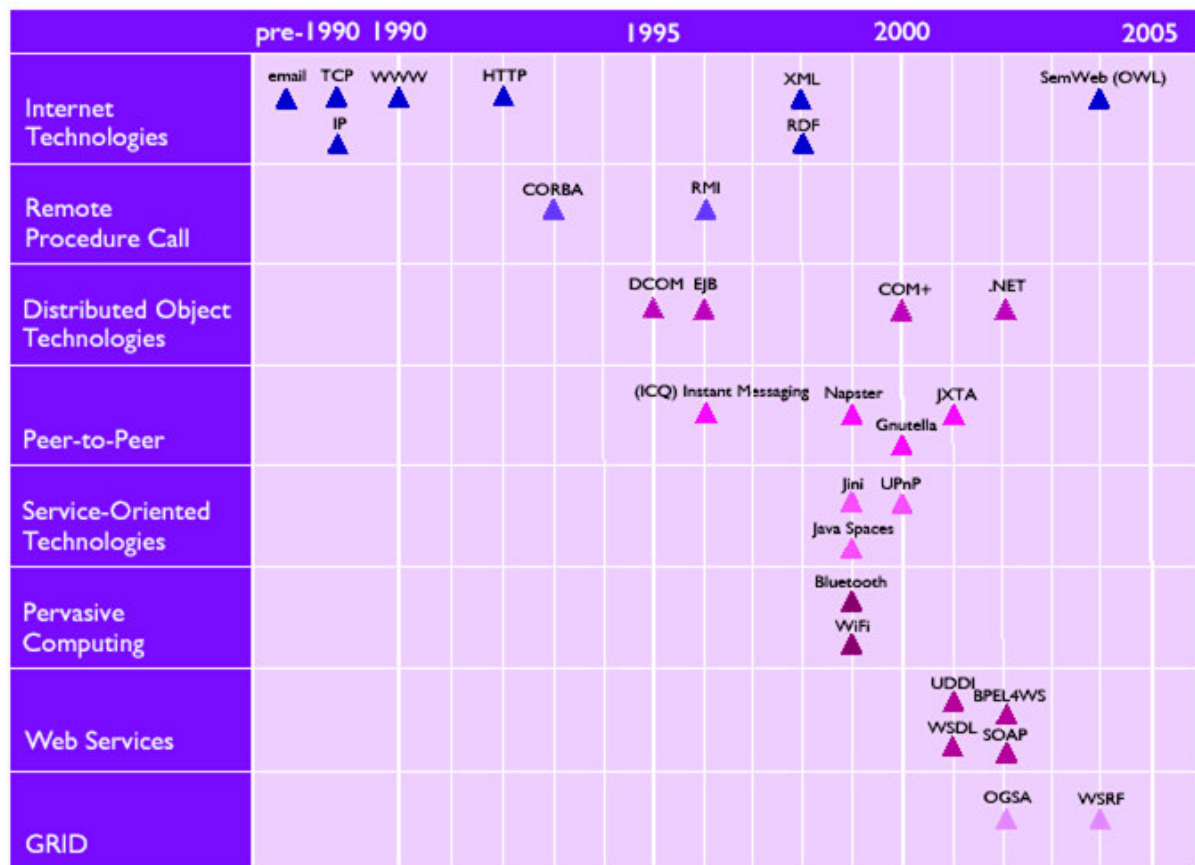 pre-1990 1990 1995 2000 2005
Internet
Technologies
email TCP WWW HTTP XML SemWeb (OWL)
IP RDF
Remote
Procedure Call
CORBA RMI
Distributed Object
Technologies
DCOM EJB COM+ .NET
Peer-to-Peer
(ICQ) Instant Messaging Napster JXTA
Gnutella
Service-Oriented
Technologies
Jini UPnP
Java Spaces
Pervasive
Computing
Bluetooth
WiFi
Web Services
UDDI BPEL4WS
WSDL SOAP
GRID
OGSA WSRF